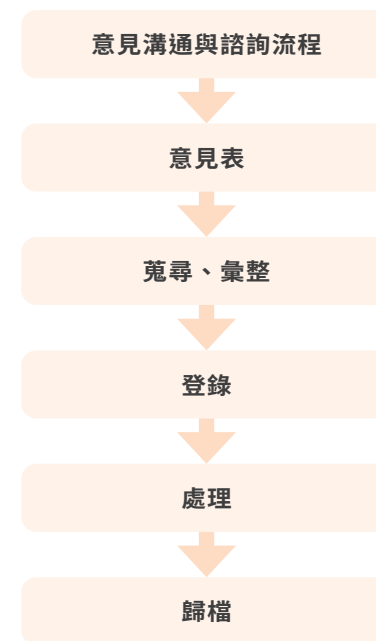 意見溝通與諮詢流程
意見表
蒐尋、彙整
登錄
處理
歸檔